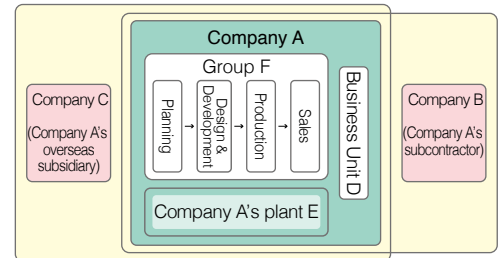 Company A
Group F
Planning
→
Design &
Development
→
Production
→
Sales
Business Unit D
Company A's plant E
Company C
(Company A's
overseas
subsidiary)
Company B
(Company A's
subcontractor)